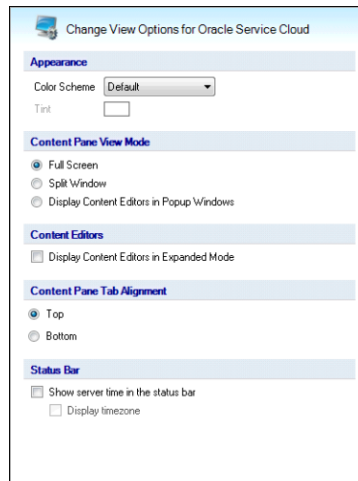 Change View Options for Oracle Service Cloud
Appearance
Color Scheme Default
Tint
Content Pane View Mode
Full Screen
Split Window
Display Content Editors in Popup Windows
Content Editors
Display Content Editors in Expanded Mode
Content Pane Tab Alignment
Top
Bottom
Status Bar
Show server time in the status bar
Display timezone